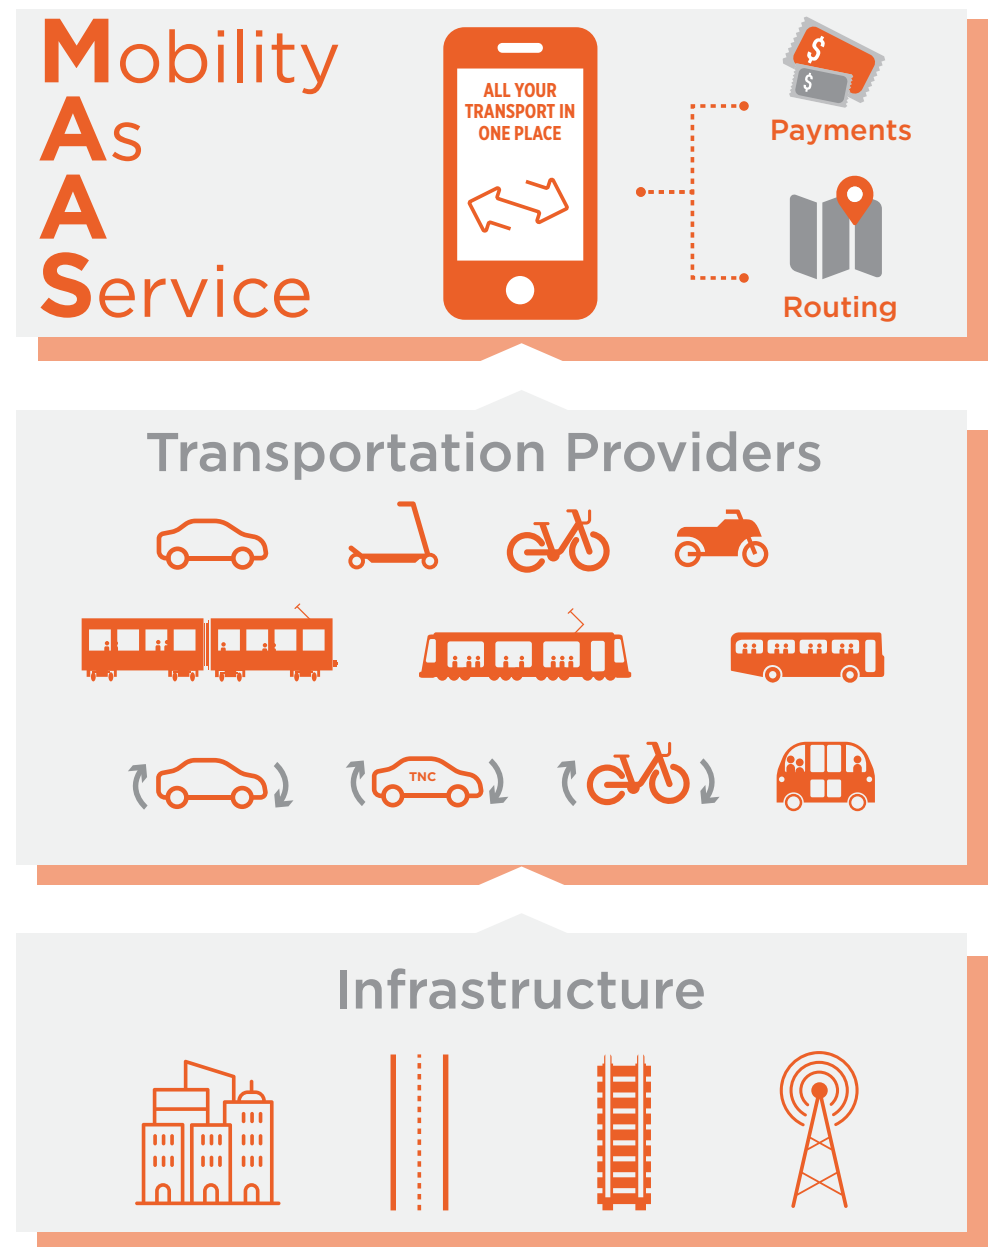 Mobility
As
A
Service
ALL YOUR
TRANSPORT IN
ONE PLACE
$
$
Payments
Routing
Transportation Providers
TNC
Infrastructure